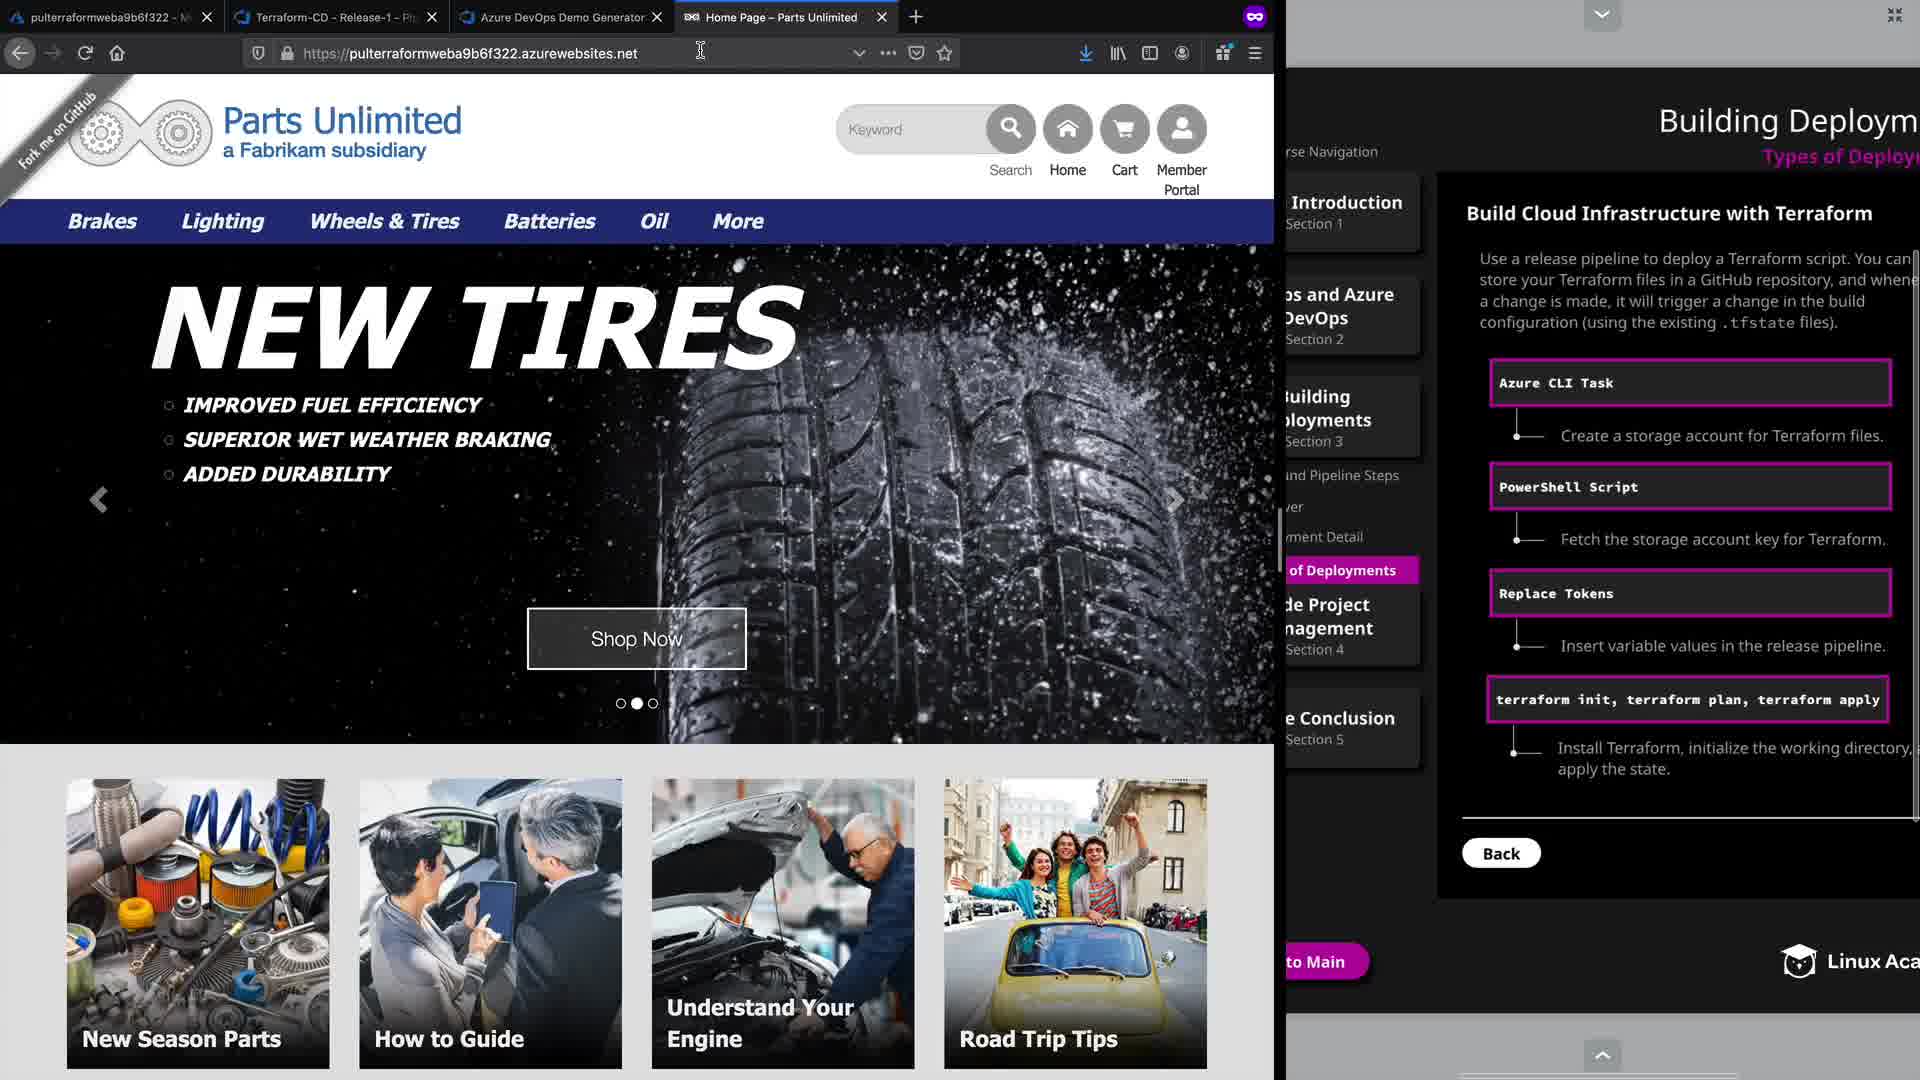 pulterraformweba9b6f322 - M
Terraform-CD - Release-1 - Pip
Azure DevOps Demo Generator
Home Page – Parts Unlimited
https://pulterraformweba9b6f322.azurewebsites.net
Fork me on GitHub
Parts Unlimited
a Fabrikam subsidiary
Keyword
Search
Home
Cart
Member
Portal
Brakes
Lighting
Wheels & Tires
Batteries
Oil
More
NEW TIRES
IMPROVED FUEL EFFICIENCY
SUPERIOR WET WEATHER BRAKING
ADDED DURABILITY
Shop Now
New Season Parts
How to Guide
Understand Your
Engine
Road Trip Tips
Building Deploym
Types of Deploy
rse Navigation
Introduction
Section 1
ps and Azure
DevOps
Section 2
Building
ployments
Section 3
and Pipeline Steps
ver
yment Detail
of Deployments
de Project
nagement
Section 4
e Conclusion
Section 5
to Main
Build Cloud Infrastructure with Terraform
Use a release pipeline to deploy a Terraform script. You can
store your Terraform files in a GitHub repository, and whene
a change is made, it will trigger a change in the build
configuration (using the existing .tfstate files).
Azure CLI Task
Create a storage account for Terraform files.
PowerShell Script
Fetch the storage account key for Terraform.
Replace Tokens
Insert variable values in the release pipeline.
terraform init, terraform plan, terraform apply
Install Terraform, initialize the working directory, a
apply the state.
Back
Linux Aca